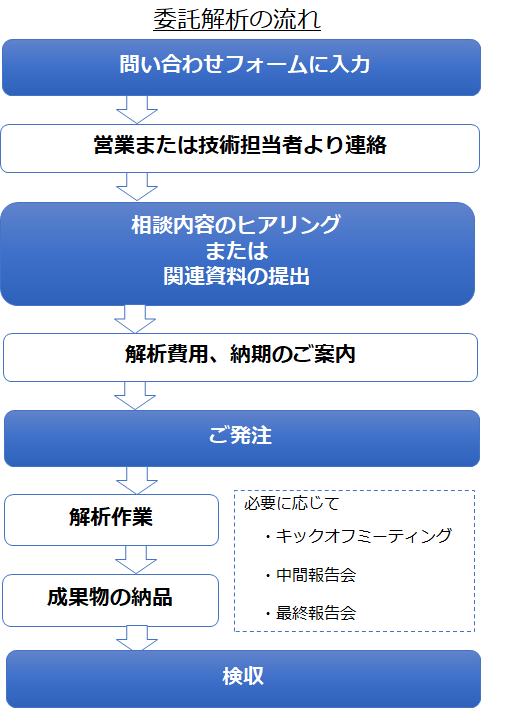 委託解析の流れ
問い合わせフォームに入力
営業または技術担当者より連絡
相談内容のヒアリング
または
関連資料の提出
解析費用、納期のご案内
ご発注
解析作業
成果物の納品
必要に応じて
・キックオフミーティング
・中間報告会
・最終報告会
検収